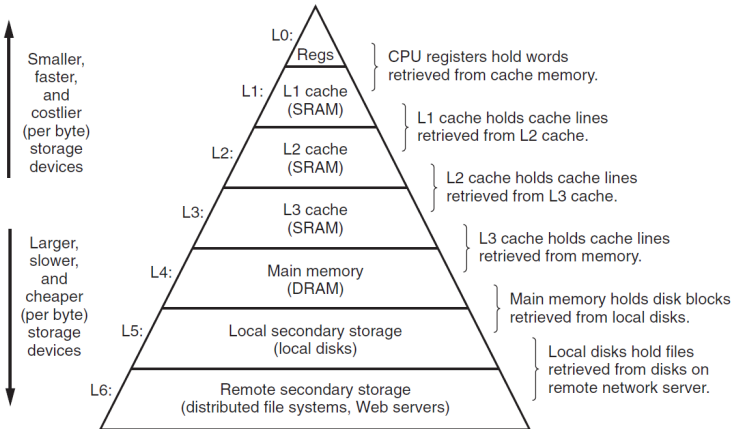 Smaller,
faster,
and
costlier
(per byte)
storage
devices
Larger,
slower,
and
cheaper
(per byte)
storage
devices
L0:
Regs
L1:
L1 cache
(SRAM)
L2:
L2 cache
(SRAM)
L3:
L3 cache
(SRAM)
L4:
Main memory
(DRAM)
L5:
Local secondary storage
(local disks)
L6:
Remote secondary storage
(distributed file systems, Web servers)
CPU registers hold words
retrieved from cache memory.
L1 cache holds cache lines
retrieved from L2 cache.
L2 cache holds cache lines
retrieved from L3 cache.
L3 cache holds cache lines
retrieved from memory.
Main memory holds disk blocks
retrieved from local disks.
Local disks hold files
retrieved from disks on
remote network server.